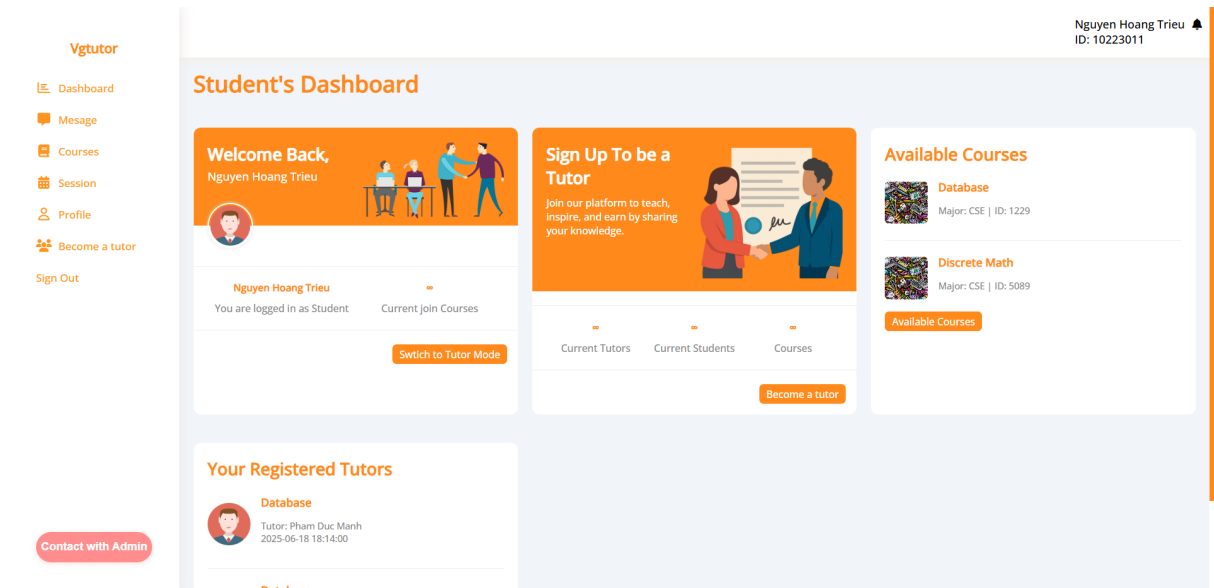 Nguyen Hoang Trieu
ID: 10223011
Vgtutor
Dashboard
Mesage
Courses
Session
Profile
Become a tutor
Sign Out
Contact with Admin
Student's Dashboard
Welcome Back,
Nguyen Hoang Trieu
Nguyen Hoang Trieu
You are logged in as Student
Current join Courses
Swtich to Tutor Mode
Sign Up To be a
Tutor
Join our platform to teach,
inspire, and earn by sharing
your knowledge.
Current Tutors
Current Students
Courses
Become a tutor
Available Courses
Database
Major: CSE | ID: 1229
Discrete Math
Major: CSE | ID: 5089
Available Courses
Your Registered Tutors
Database
Tutor: Pham Duc Manh
2025-06-18 18:14:00